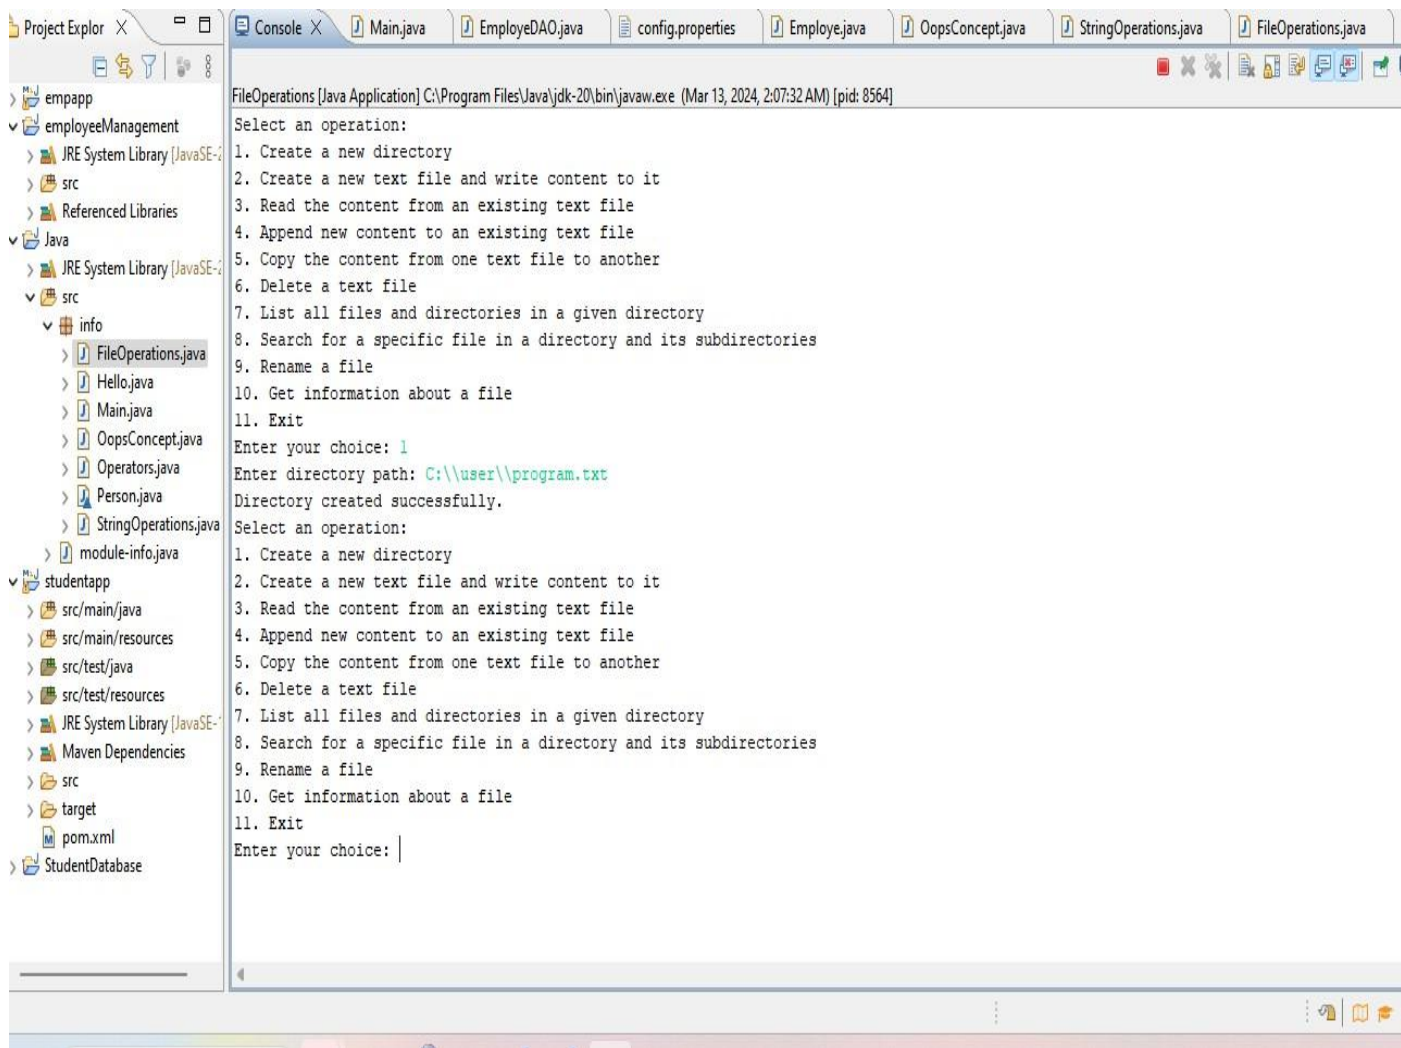 Project Explor
Console
Main.java
EmployeDAO.java
config.properties
Employe.java
OopsConcept.java
StringOperations.java
FileOperations.java
empapp
employeeManagement
JRE System Library [JavaSE-2
src
Referenced Libraries
Java
JRE System Library [JavaSE-2
src
info
FileOperations.java
Hello.java
Main.java
OopsConcept.java
Operators.java
Person.java
StringOperations.java
module-info.java
studentapp
src/main/java
src/main/resources
src/test/java
src/test/resources
JRE System Library [JavaSE-1
Maven Dependencies
src
target
pom.xml
StudentDatabase
FileOperations [Java Application] C:\Program Files\Java\jdk-20\bin\javaw.exe (Mar 13, 2024, 2:07:32 AM) [pid: 8564]
Select an operation:
1. Create a new directory
2. Create a new text file and write content to it
3. Read the content from an existing text file
4. Append new content to an existing text file
5. Copy the content from one text file to another
6. Delete a text file
7. List all files and directories in a given directory
8. Search for a specific file in a directory and its subdirectories
9. Rename a file
10. Get information about a file
11. Exit
Enter your choice: 1
Enter directory path: C:\\user\\program.txt
Directory created successfully.
Select an operation:
1. Create a new directory
2. Create a new text file and write content to it
3. Read the content from an existing text file
4. Append new content to an existing text file
5. Copy the content from one text file to another
6. Delete a text file
7. List all files and directories in a given directory
8. Search for a specific file in a directory and its subdirectories
9. Rename a file
10. Get information about a file
11. Exit
Enter your choice: